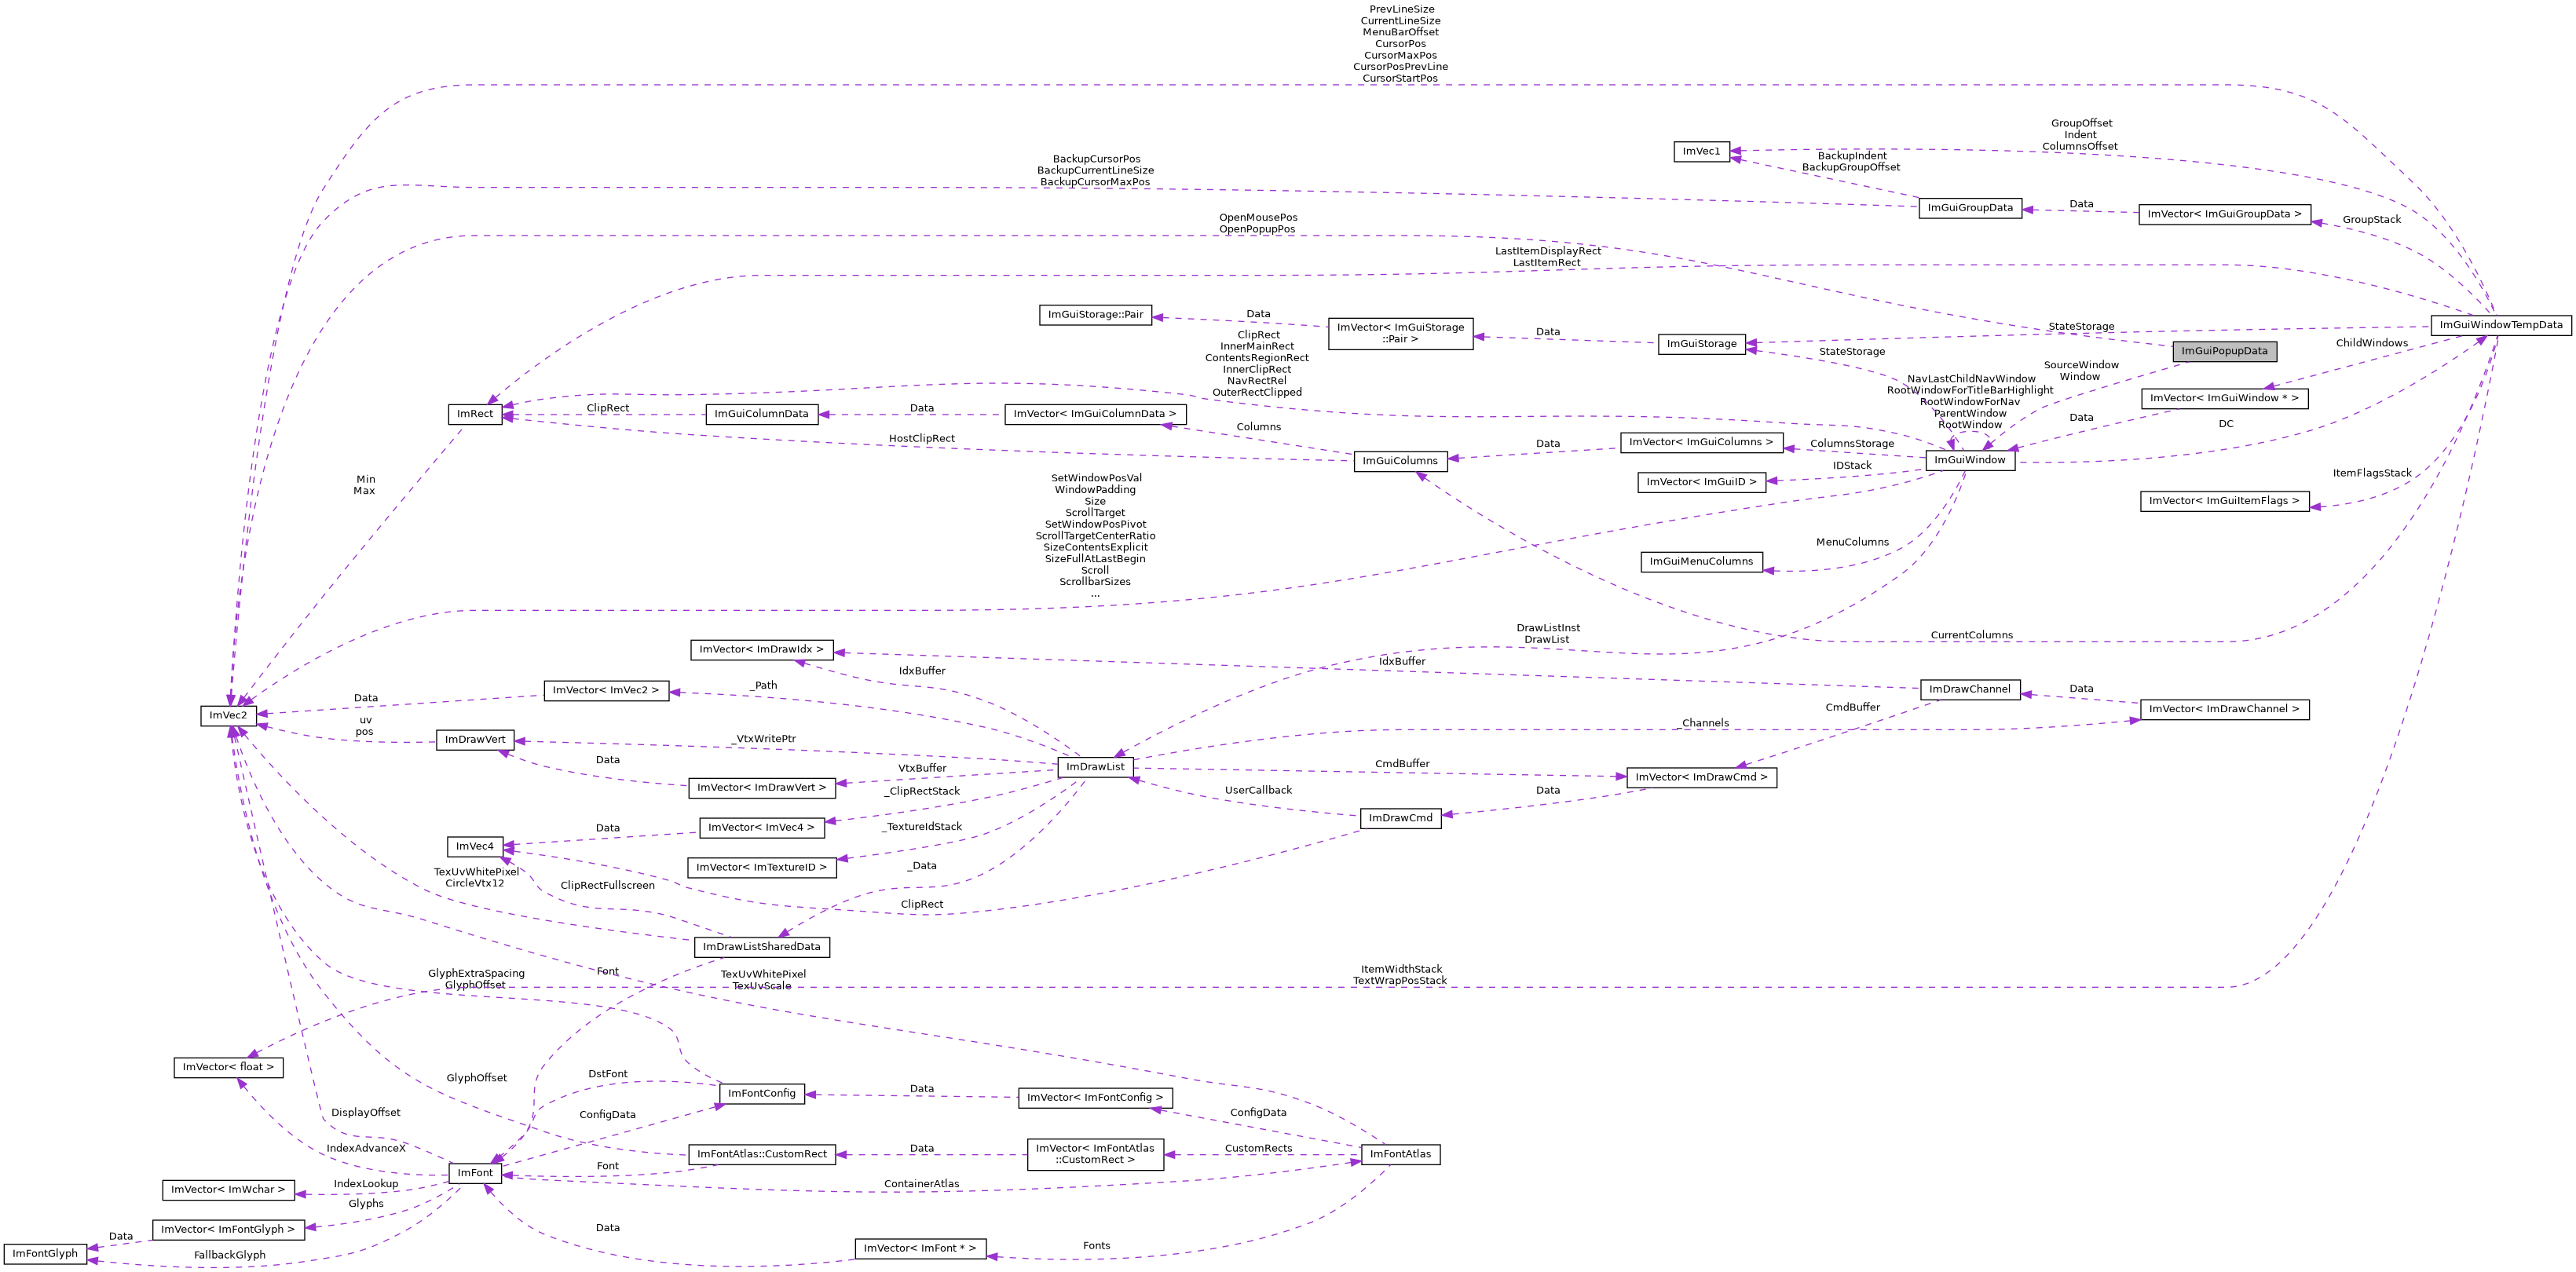 PrevLineSize
CurrentLineSize
MenuBarOffset
CursorPos
CursorMaxPos
CursorPosPrevLine
CursorStartPos
GroupOffset
Indent
ColumnsOffset
ImVec1
BackupIndent
BackupGroupOffset
BackupCursorPos
BackupCurrentLineSize
BackupCursorMaxPos
ImGuiGroupData
Data
ImVector< ImGuiGroupData >
GroupStack
OpenMousePos
OpenPopupPos
LastItemDisplayRect
LastItemRect
ImGuiStorage::Pair
Data
ImVector< ImGuiStorage
::Pair >
Data
ImGuiStorage
StateStorage
ImGuiWindowTempData
StateStorage
ImGuiPopupData
ChildWindows
ClipRect
InnerMainRect
ContentsRegionRect
InnerClipRect
NavRectRel
OuterRectClipped
SourceWindow
Window
NavLastChildNavWindow
RootWindowForTitleBarHighlight
RootWindowForNav
ParentWindow
RootWindow
ImVector< ImGuiWindow * >
Data
DC
ImRect
ClipRect
ImGuiColumnData
Data
ImVector< ImGuiColumnData >
Columns
HostClipRect
ImGuiColumns
Data
ImVector< ImGuiColumns >
ColumnsStorage
ImGuiWindow
IDStack
ImVector< ImGuiID >
ItemFlagsStack
ImVector< ImGuiItemFlags >
Min
Max
SetWindowPosVal
WindowPadding
Size
ScrollTarget
SetWindowPosPivot
ScrollTargetCenterRatio
SizeContentsExplicit
SizeFullAtLastBegin
Scroll
ScrollbarSizes
...
MenuColumns
ImGuiMenuColumns
DrawListInst
DrawList
CurrentColumns
ImVector< ImDrawIdx >
IdxBuffer
IdxBuffer
ImVector< ImVec2 >
_Path
Data
ImDrawChannel
Data
ImVector< ImDrawChannel >
CmdBuffer
_Channels
ImVec2
uv
pos
ImDrawVert
_VtxWritePtr
Data
ImVector< ImDrawVert >
VtxBuffer
ImDrawList
CmdBuffer
ImVector< ImDrawCmd >
UserCallback
Data
_ClipRectStack
ImDrawCmd
Data
ImVector< ImVec4 >
_TextureIdStack
ImVec4
ImVector< ImTextureID >
_Data
TexUvWhitePixel
CircleVtx12
ClipRectFullscreen
ClipRect
ImDrawListSharedData
GlyphExtraSpacing
GlyphOffset
Font
TexUvWhitePixel
TexUvScale
ItemWidthStack
TextWrapPosStack
ImVector< float >
GlyphOffset
DstFont
ImFontConfig
Data
ImVector< ImFontConfig >
ConfigData
DisplayOffset
ConfigData
IndexAdvanceX
ImFontAtlas::CustomRect
Data
ImVector< ImFontAtlas
::CustomRect >
CustomRects
ImFontAtlas
ImFont
Font
ContainerAtlas
ImVector< ImWchar >
IndexLookup
Glyphs
ImVector< ImFontGlyph >
Data
ImFontGlyph
FallbackGlyph
Data
ImVector< ImFont * >
Fonts